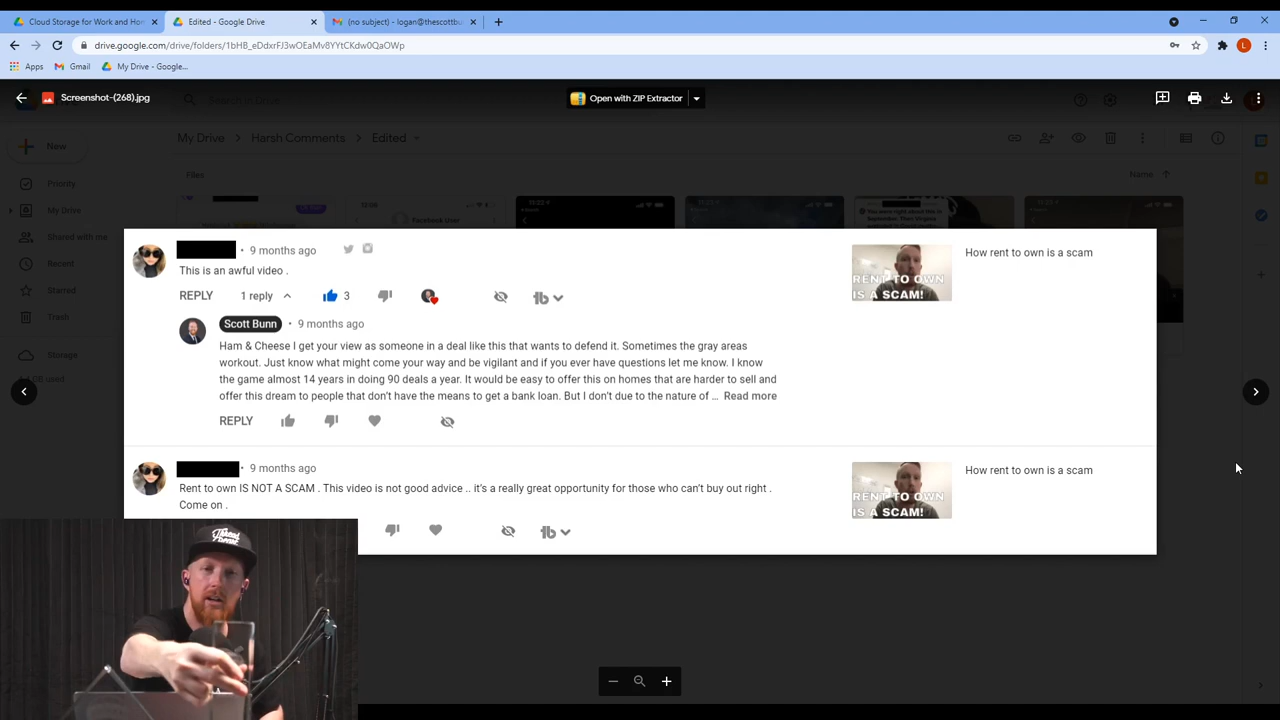 Cloud Storage for Work and Hom
Edited - Google Drive
(no subject) - logan@thescottbu
drive.google.com/drive/folders/1bHB_eDdxrFJ3wOEaMv8YYtCKdw0QaOWp
Apps
Gmail
My Drive - Google...
Screenshot-(268).jpg
Search in Drive
Open with ZIP Extractor
My Drive
Harsh Comments
Edited
New
Files
Name
Priority
My Drive
Shared with me
Recent
Starred
Trash
Storage
used
• 9 months ago
This is an awful video .
REPLY
1 reply
3
How rent to own is a scam
RENT TO OWN
IS A SCAM!
Scott Bunn • 9 months ago
Ham & Cheese I get your view as someone in a deal like this that wants to defend it. Sometimes the gray areas
workout. Just know what might come your way and be vigilant and if you ever have questions let me know. I know
the game almost 14 years in doing 90 deals a year. It would be easy to offer this on homes that are harder to sell and
offer this dream to people that don't have the means to get a bank loan. But I don't due to the nature of ... Read more
REPLY
• 9 months ago
Rent to own IS NOT A SCAM . This video is not good advice .. it's a really great opportunity for those who can't buy out right .
Come on .
How rent to own is a scam
RENT TO OWN
IS A SCAM!